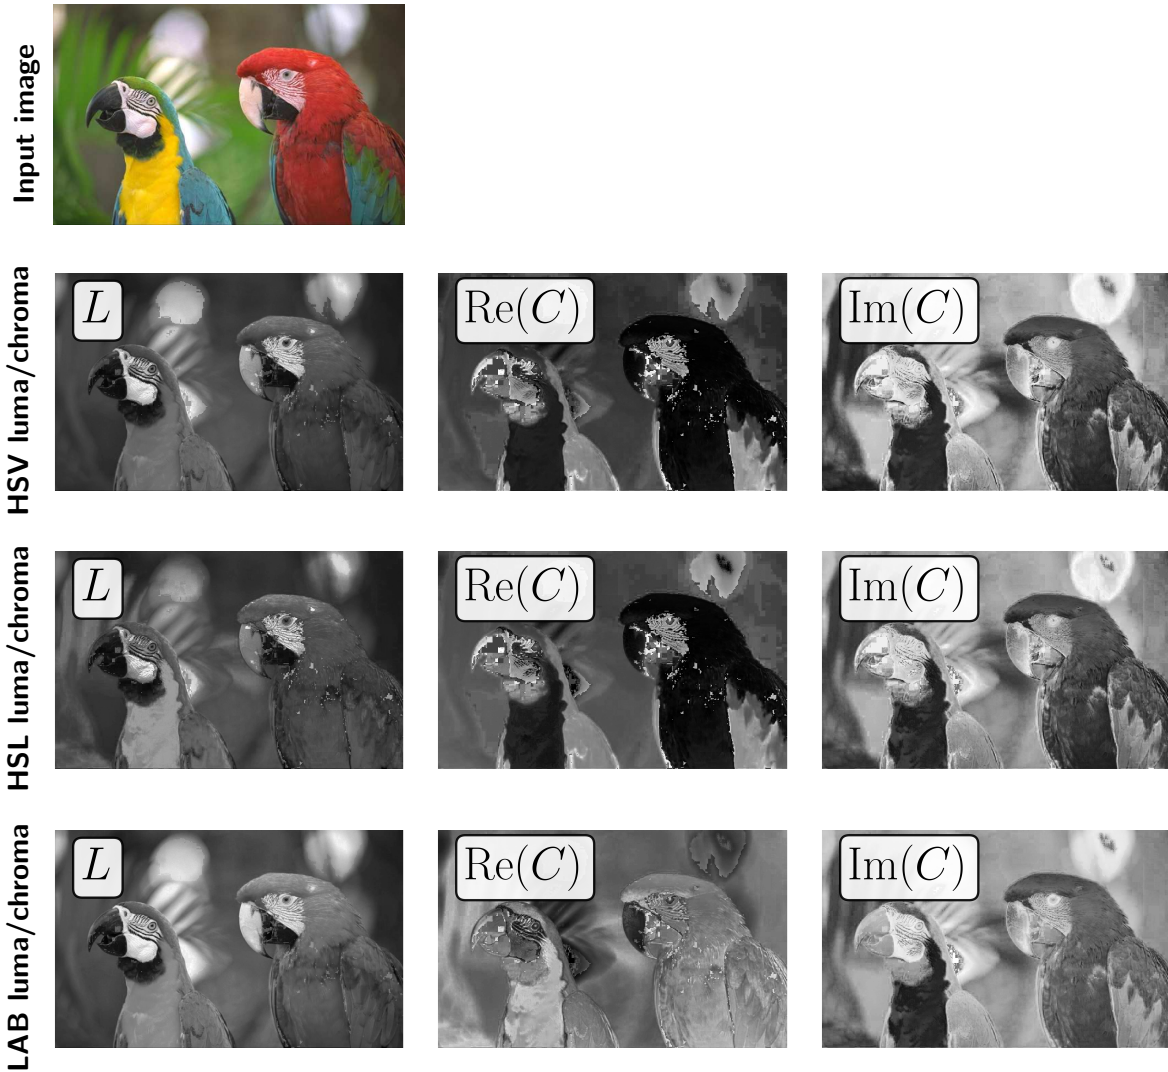 Input image
HSV luma/chroma
L
Re(C)
Im(C)
HSL luma/chroma
L
Re(C)
Im(C)
LAB luma/chroma
L
Re(C)
Im(C)